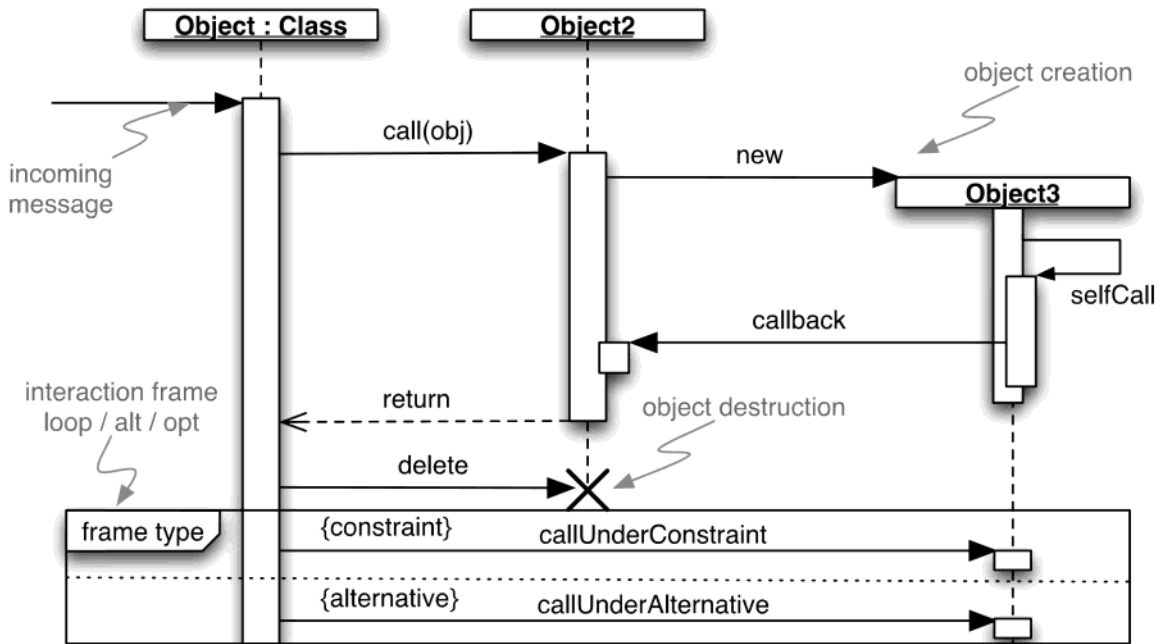 Object : Class
Object2
object creation
call(obj)
new
incoming
message
Object3
selfCall
callback
interaction frame
loop / alt / opt
return
object destruction
delete
frame type
{constraint}
callUnderConstraint
{alternative}
callUnderAlternative